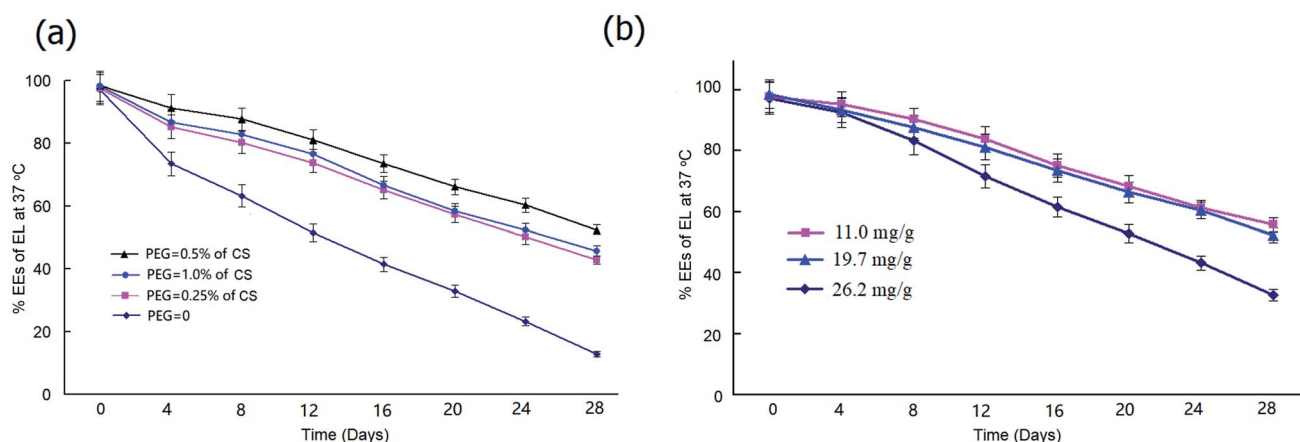 (a)
% EEs of EL at 37 °C
100
80
60
40
20
0
PEG=0.5% of CS
PEG=1.0% of CS
PEG=0.25% of CS
PEG=0
0 4 8 12 16 20 24 28
Time (Days)
(b)
% EEs of EL at 37 °C
100
80
60
40
20
0
11.0 mg/g
19.7 mg/g
26.2 mg/g
0 4 8 12 16 20 24 28
Time (Days)